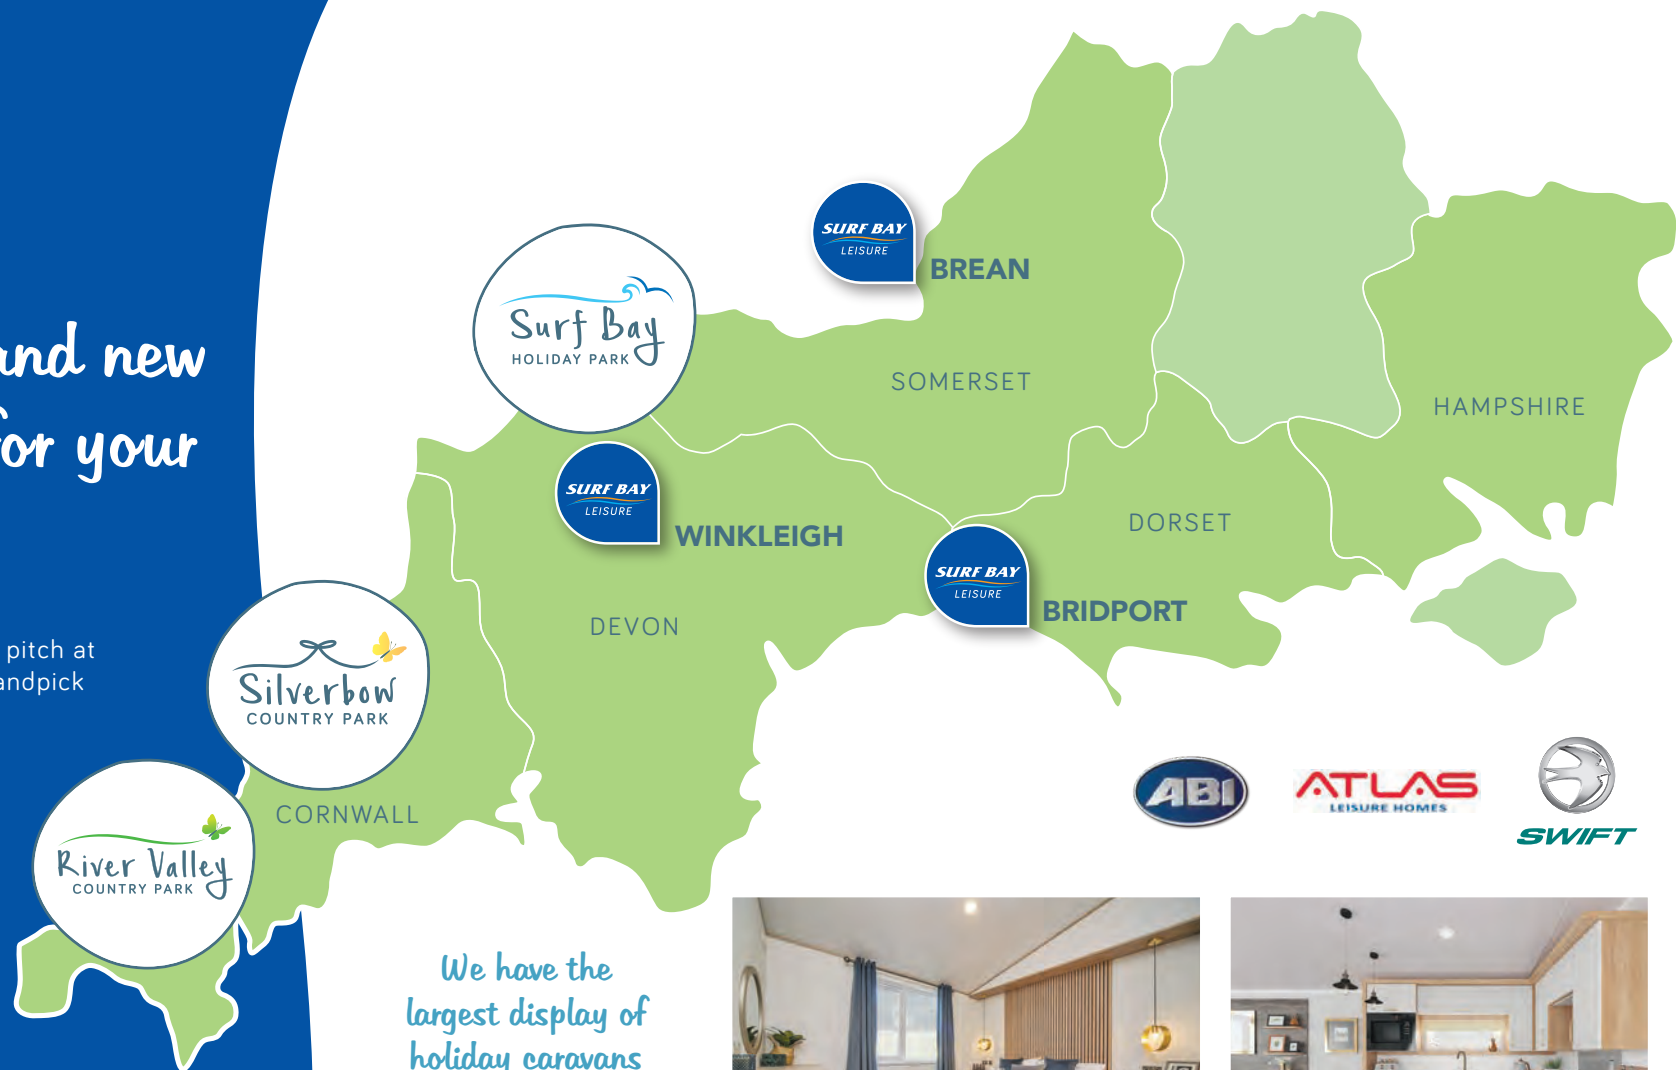 and new
for your
pitch at
andpick
SURF BAY
LEISURE
BREAN
Surf Bay
HOLIDAY PARK
SOMERSET
HAMPSHIRE
SURF BAY
LEISURE
WINKLEIGH
DORSET
SURF BAY
LEISURE
BRIDPORT
DEVON
Silverbow
COUNTRY PARK
CORNWALL
River Valley
COUNTRY PARK
ABI
ATLAS
LEISURE HOMES
SWIFT
We have the
largest display of
holiday caravans